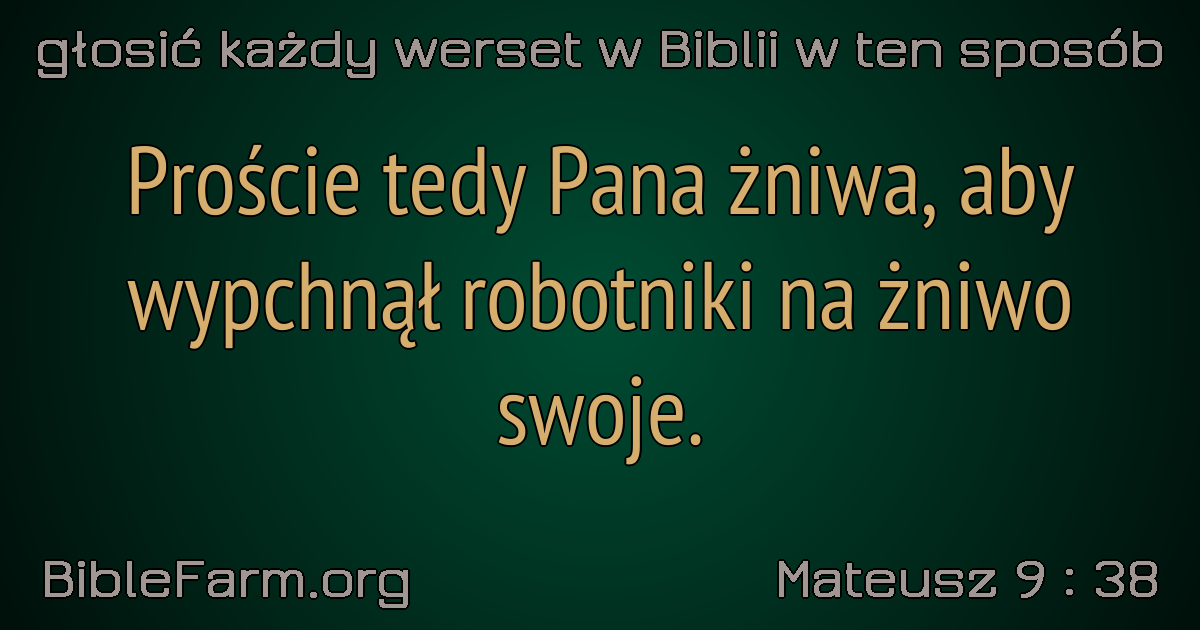 głosić każdy werset w Biblii w ten sposób
Proście tedy Pana żniwa, aby
wypchnął robotniki na żniwo
swoje.
BibleFarm.org
Mateusz 9 : 38